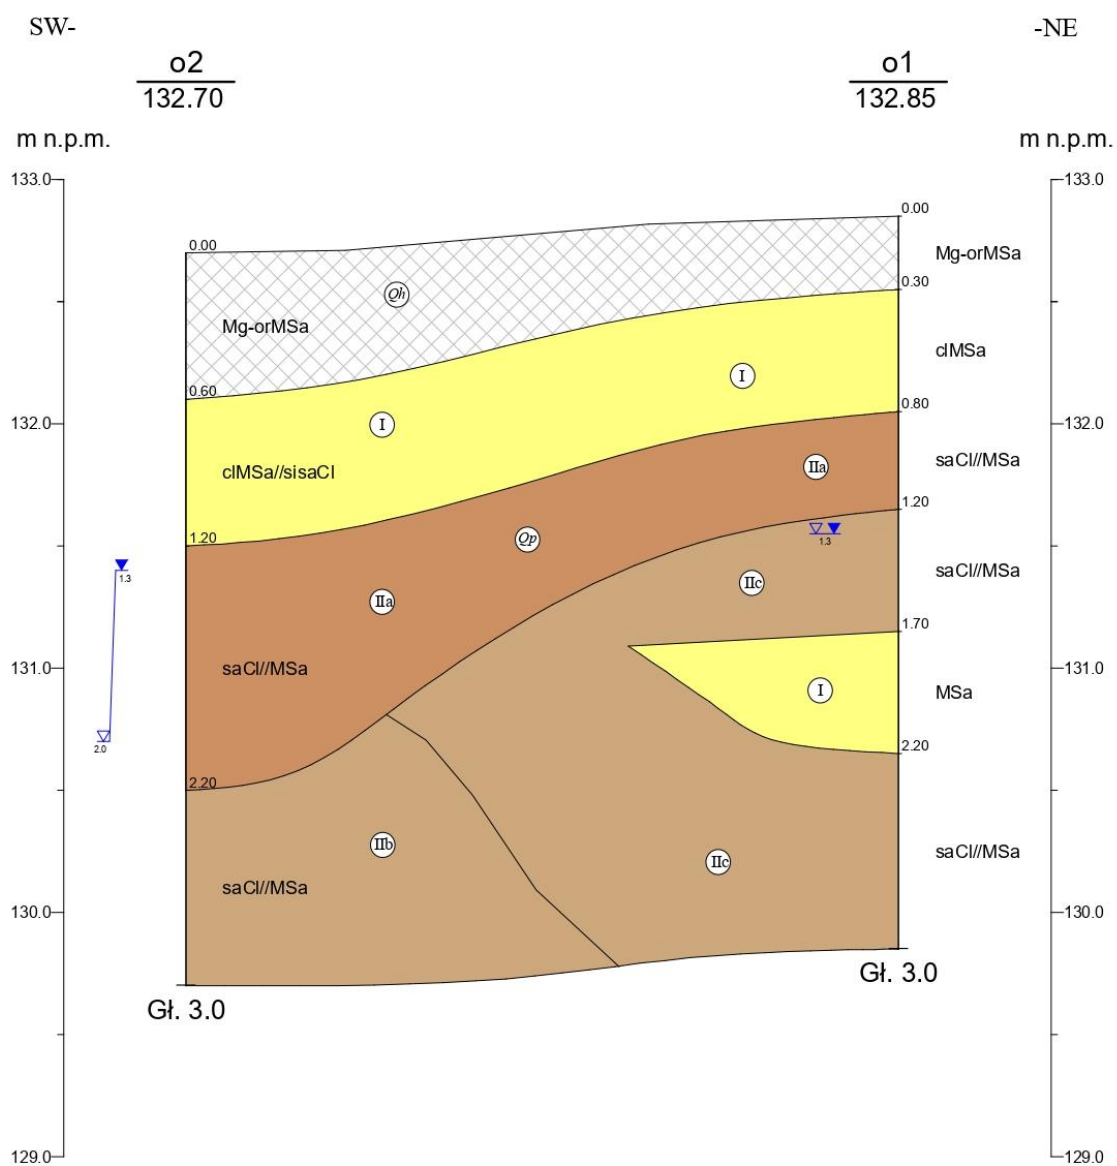 SW-
-NE
o2
132.70
o1
132.85
m n.p.m.
m n.p.m.
133.0
133.0
0.00
0.00
Mg-orMSa
Qh
0.30
Mg-orMSa
clMSa
I
0.60
0.80
132.0
I
132.0
saCl//MSa
IIa
clMSa//sisaCl
1.20
1.20
Qp
1.3
1.3
saCl//MSa
IIc
IIa
1.70
131.0
saCl//MSa
131.0
I
MSa
2.0
2.20
2.20
IIb
IIc
saCl//MSa
saCl//MSa
130.0
130.0
Gł. 3.0
Gł. 3.0
129.0
129.0